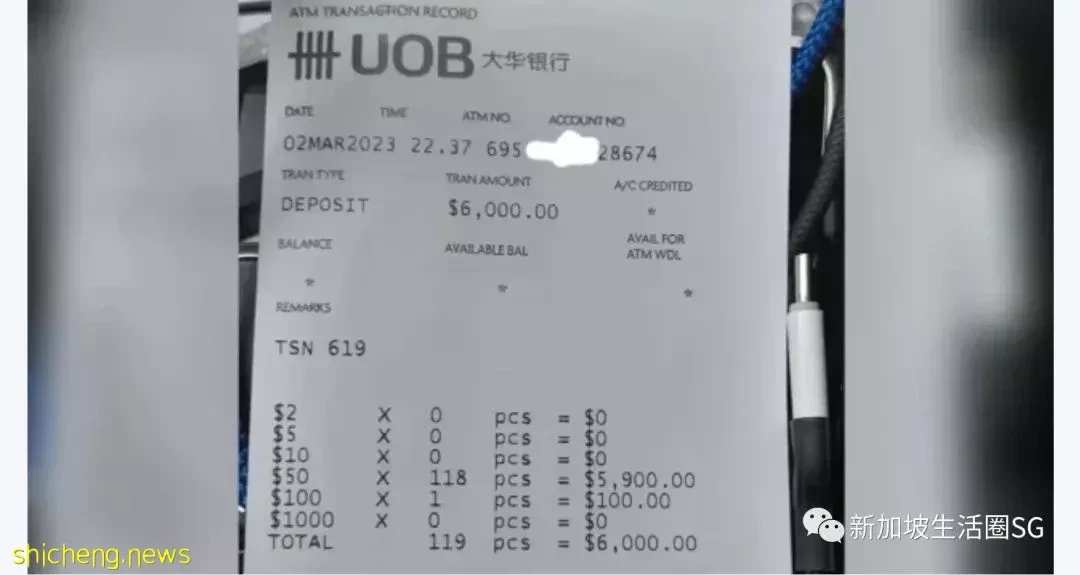 ATM TRANSACTION RECORD
UOB 大华银行
DATE TIME ATM NO. ACCOUNT NO.
02MAR2023 22.37 695 28674
TRAN TYPE TRAN AMOUNT A/C CREDITED
DEPOSIT $6,000.00 *
BALANCE AVAILABLE BAL AVAIL FOR
ATM WDL
* * *
REMARKS
TSN 619
$2 X 0 pcs = $0
$5 X 0 pcs = $0
$10 X 0 pcs = $0
$50 X 118 pcs = $5,900.00
$100 X 1 pcs = $100.00
$1000 X 0 pcs = $0
TOTAL 119 pcs = $6,000.00
新加坡生活圈SG
shicheng.news